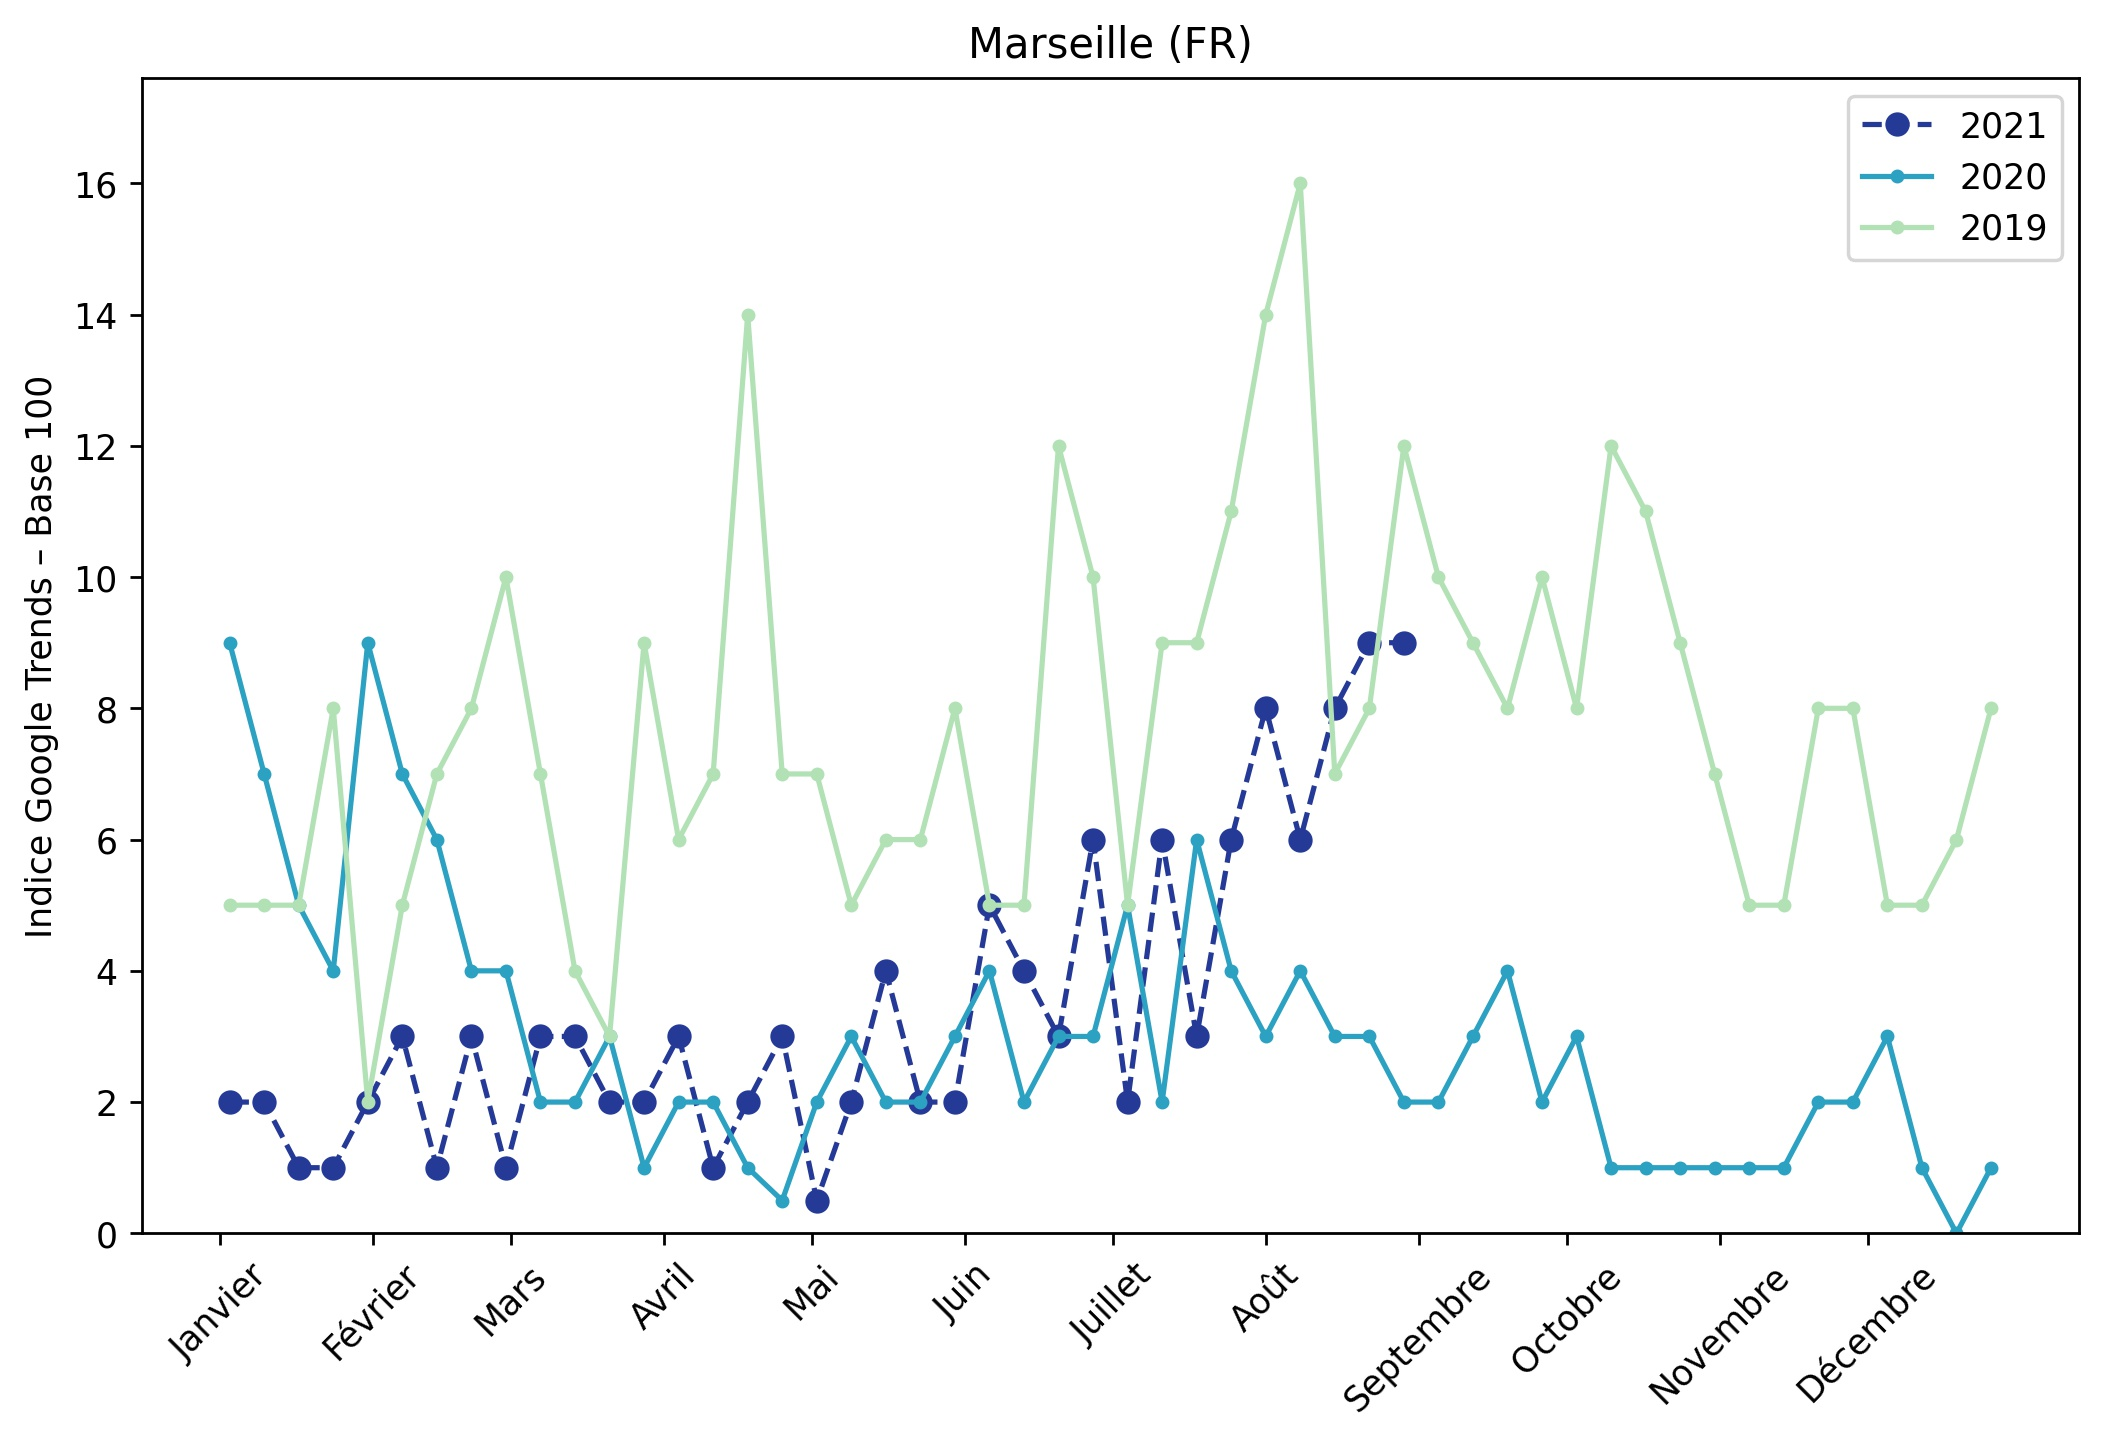 Marseille (FR)
2021
2020
2019
Indice Google Trends – Base 100
16
14
12
10
8
6
4
2
0
Janvier
Février
Mars
Avril
Mai
Juin
Juillet
Août
Septembre
Octobre
Novembre
Décembre